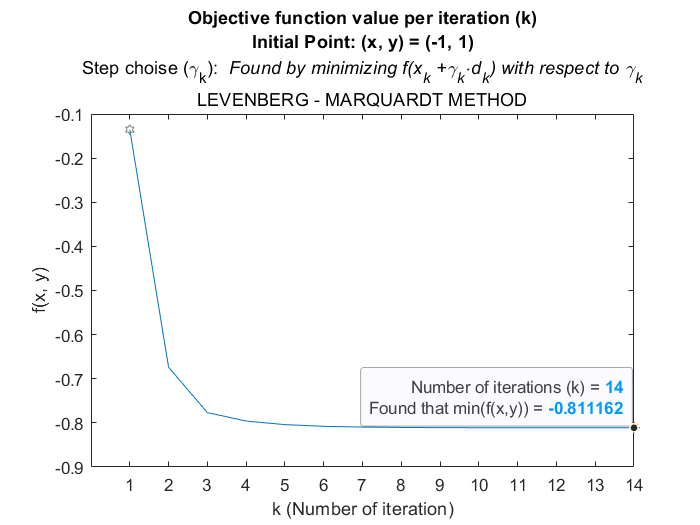 Objective function value per iteration (k)
Initial Point: (x, y) = (-1, 1)
Step choise (γk): Found by minimizing f(xk +γk·dk) with respect to γk
LEVENBERG - MARQUARDT METHOD
-0.1
-0.2
-0.3
-0.4
-0.5
-0.6
-0.7
-0.8
-0.9
f(x, y)
Number of iterations (k) = 14
Found that min(f(x,y)) = -0.811162
1 2 3 4 5 6 7 8 9 10 11 12 13 14
k (Number of iteration)